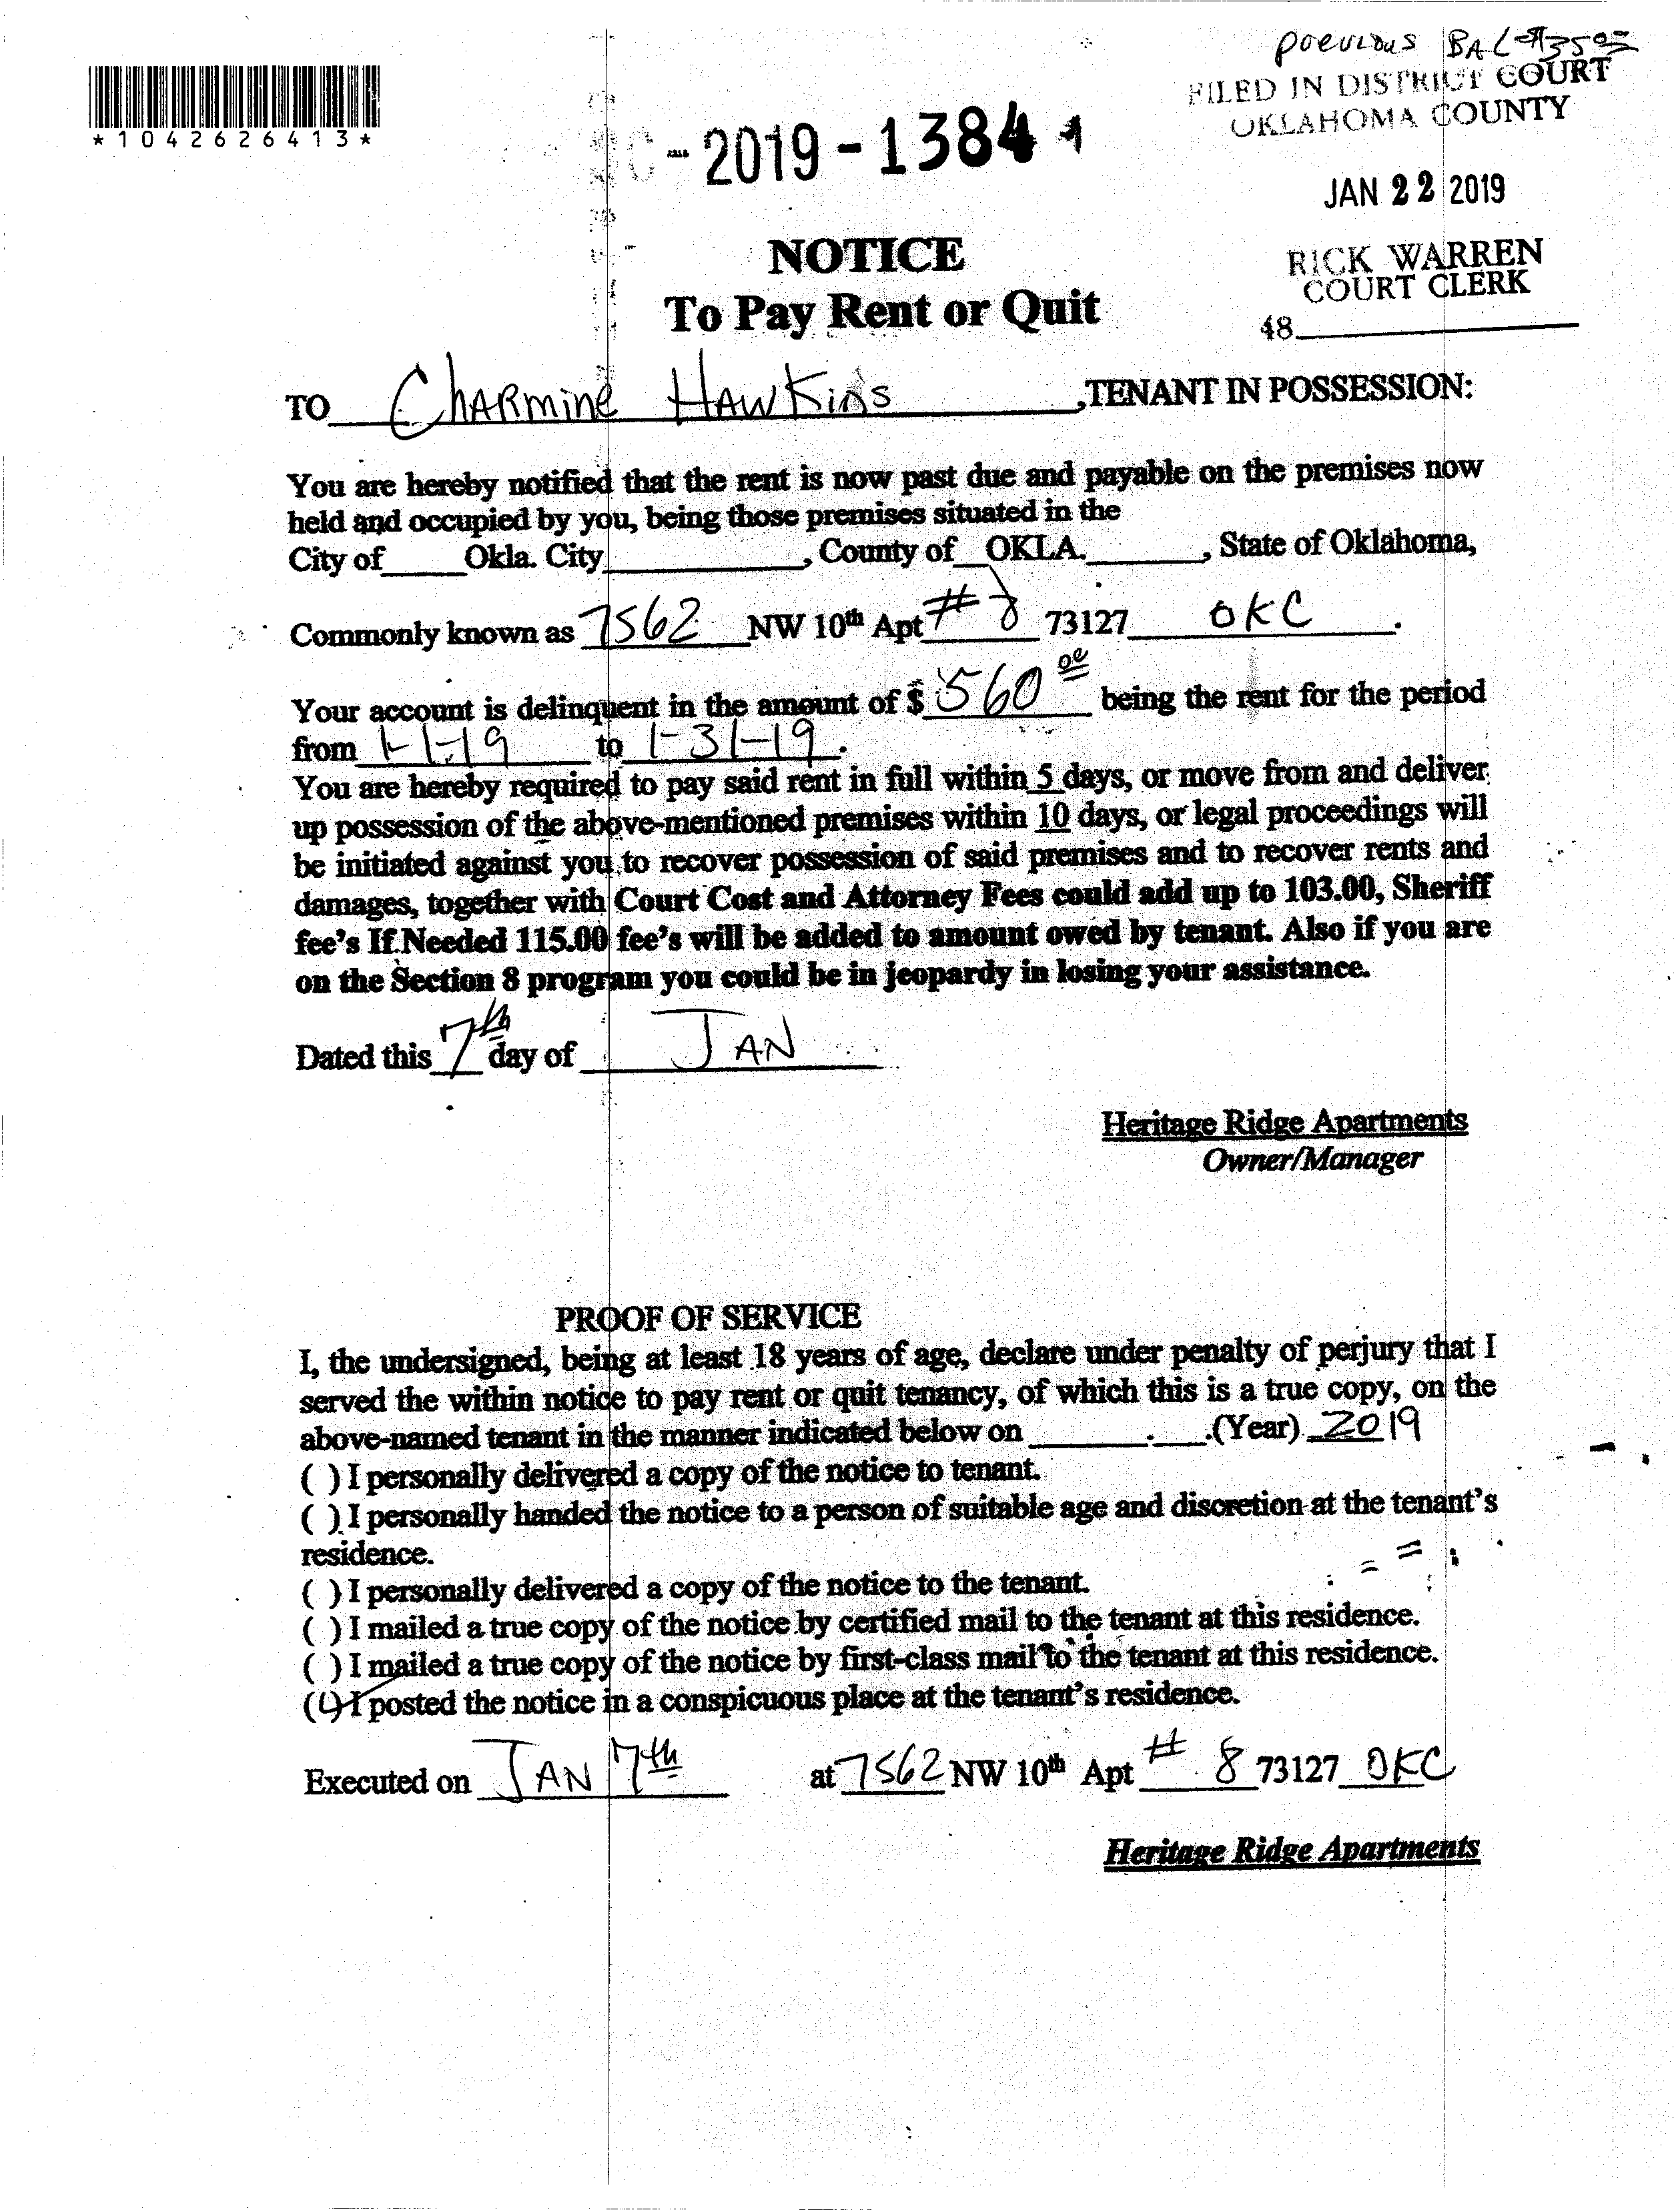 previous BAL $35.00
FILED IN DISTRICT COURT
OKLAHOMA COUNTY
*1042626413*
-2019-1384
JAN 22 2019
NOTICE
To Pay Rent or Quit
RICK WARREN
COURT CLERK
48
TO Charmine Hawkins ,TENANT IN POSSESSION:
You are hereby notified that the rent is now past due and payable on the premises now
held and occupied by you, being those premises situated in the
City of Okla. City , County of OKLA. , State of Oklahoma,
Commonly known as 7562 NW 10th Apt # 8 73127 OKC .
Your account is delinquent in the amount of $ 560 00 being the rent for the period
from 1-1-19 to 1-31-19.
You are hereby required to pay said rent in full within 5 days, or move from and deliver
up possession of the above-mentioned premises within 10 days, or legal proceedings will
be initiated against you to recover possession of said premises and to recover rents and
damages, together with Court Cost and Attorney Fees could add up to 103.00, Sheriff
fee's If Needed 115.00 fee's will be added to amount owed by tenant. Also if you are
on the Section 8 program you could be in jeopardy in losing your assistance.
Dated this 7th day of JAN
Heritage Ridge Apartments
Owner/Manager
PROOF OF SERVICE
I, the undersigned, being at least 18 years of age, declare under penalty of perjury that I
served the within notice to pay rent or quit tenancy, of which this is a true copy, on the
above-named tenant in the manner indicated below on . .(Year) 2019
( ) I personally delivered a copy of the notice to tenant.
( ) I personally handed the notice to a person of suitable age and discretion at the tenant's
residence.
( ) I personally delivered a copy of the notice to the tenant.
( ) I mailed a true copy of the notice by certified mail to the tenant at this residence.
( ) I mailed a true copy of the notice by first-class mail to the tenant at this residence.
(✓) I posted the notice in a conspicuous place at the tenant's residence.
Executed on JAN 7th at 7562 NW 10th Apt # 8 73127 OKC
Heritage Ridge Apartments